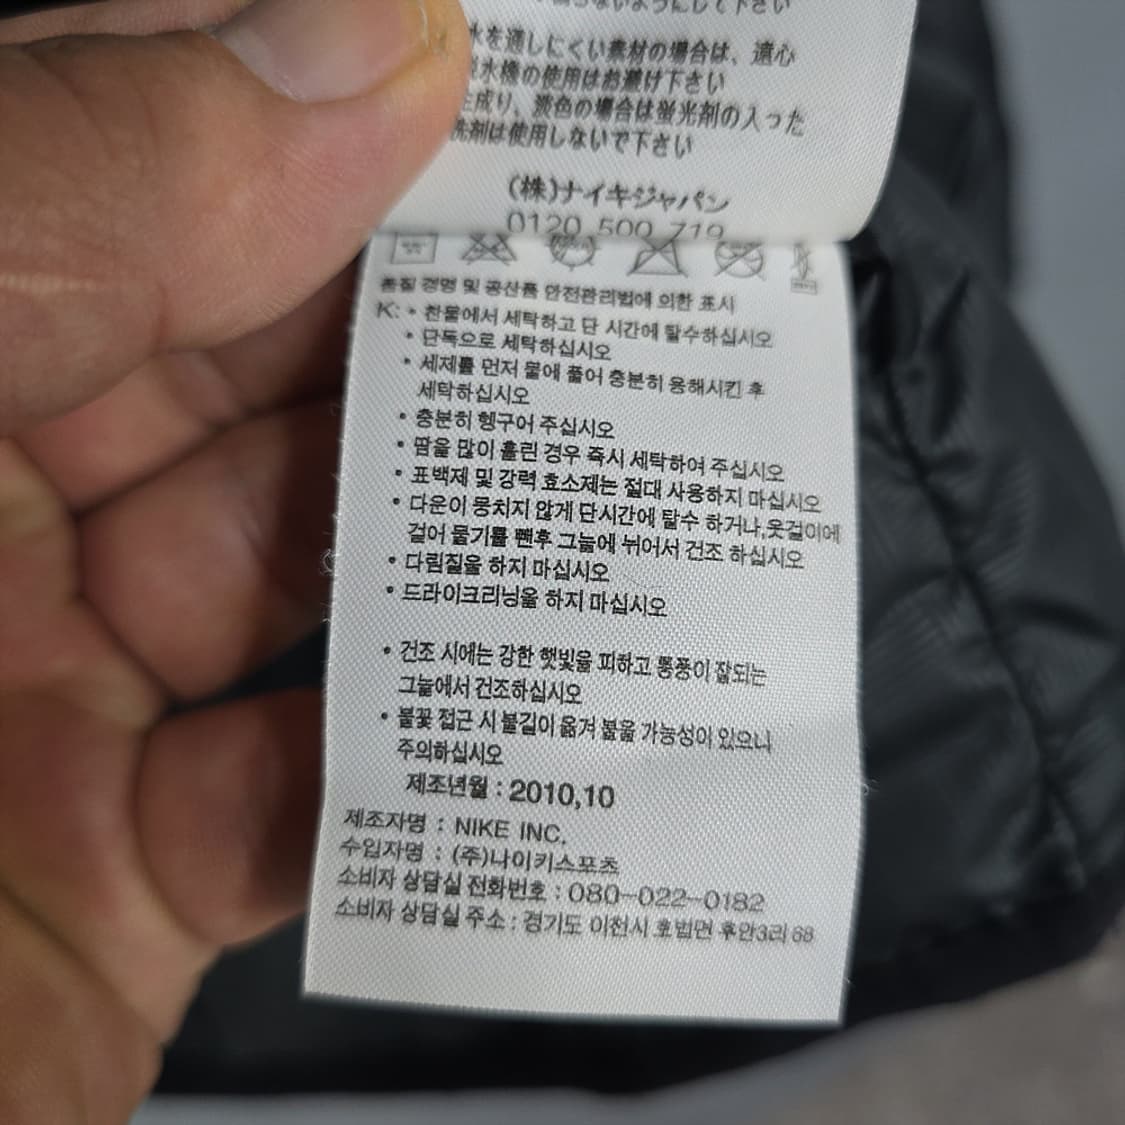 ないようにして下さい
水を通しにくい素材の場合は、遠心
脱水機の使用はお避け下さい
生成り、淡色の場合は蛍光剤の入った
洗剤は使用しないで下さい
(株)ナイキジャパン
0120 500 719
품질 경영 및 공산품 안전관리법에 의한 표시
K: • 찬물에서 세탁하고 단 시간에 탈수하십시오
• 단독으로 세탁하십시오
• 세제를 먼저 물에 풀어 충분히 용해시킨 후
세탁하십시오
• 충분히 헹구어 주십시오
• 땀을 많이 흘린 경우 즉시 세탁하여 주십시오
• 표백제 및 강력 효소제는 절대 사용하지 마십시오
• 다운이 뭉치지 않게 단시간에 탈수 하거나,옷걸이에
걸어 물기를 뺀후 그늘에 뉘어서 건조 하십시오
• 다림질을 하지 마십시오
• 드라이크리닝을 하지 마십시오
• 건조 시에는 강한 햇빛을 피하고 통풍이 잘되는
그늘에서 건조하십시오
• 불꽃 접근 시 불길이 옮겨 붙을 가능성이 있으니
주의하십시오
제조년월 : 2010,10
제조자명 : NIKE INC.
수입자명 : (주)나이키스포츠
소비자 상담실 전화번호 : 080-022-0182
소비자 상담실 주소 : 경기도 이천시 호법면 후안3리 68